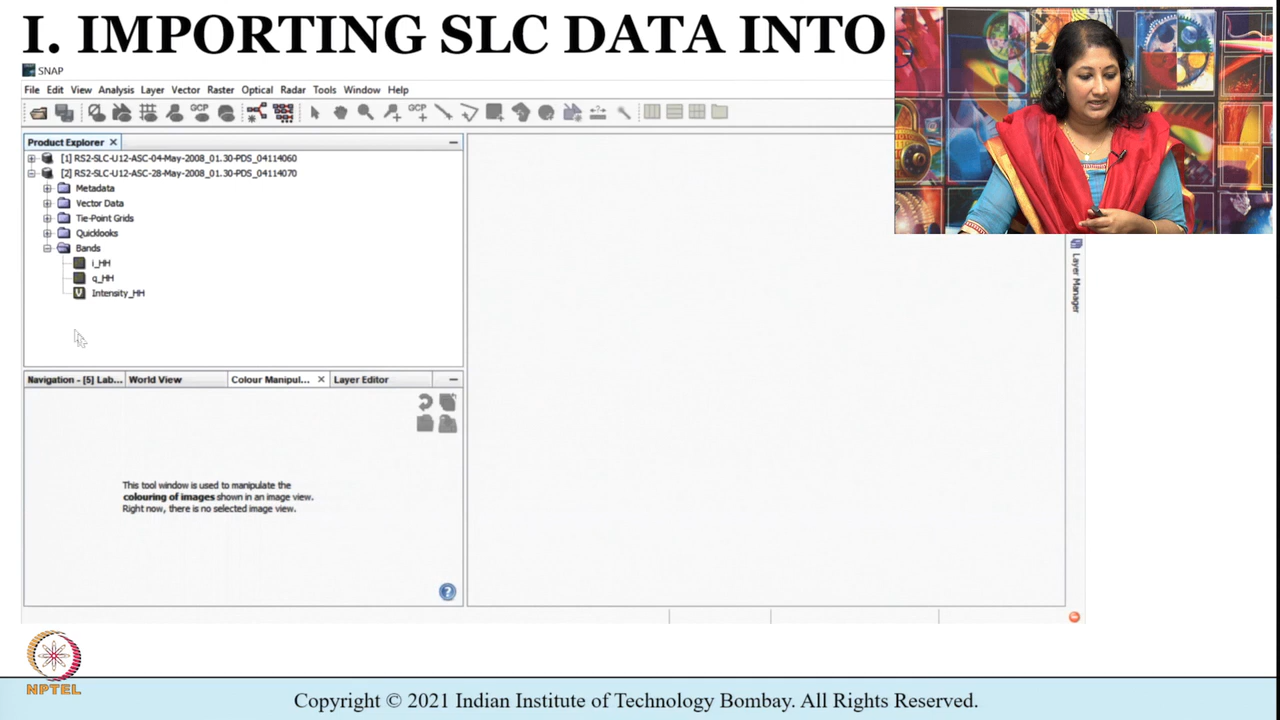 I. IMPORTING SLC DATA INTO
SNAP
File Edit View Analysis Layer Vector Raster Optical Radar Tools Window Help
GCP GCP
Product Explorer
[1] RS2-SLC-U12-ASC-04-May-2008_01.30-PDS_04114060
[2] RS2-SLC-U12-ASC-28-May-2008_01.30-PDS_04114070
Metadata
Vector Data
Tie-Point Grids
Quicklooks
Bands
i_HH
q_HH
V Intensity_HH
Layer Manager
Navigation - [5] Lab... World View Colour Manipul... Layer Editor
This tool window is used to manipulate the
colouring of images shown in an image view.
Right now, there is no selected image view.
?
NPTEL
Copyright © 2021 Indian Institute of Technology Bombay. All Rights Reserved.